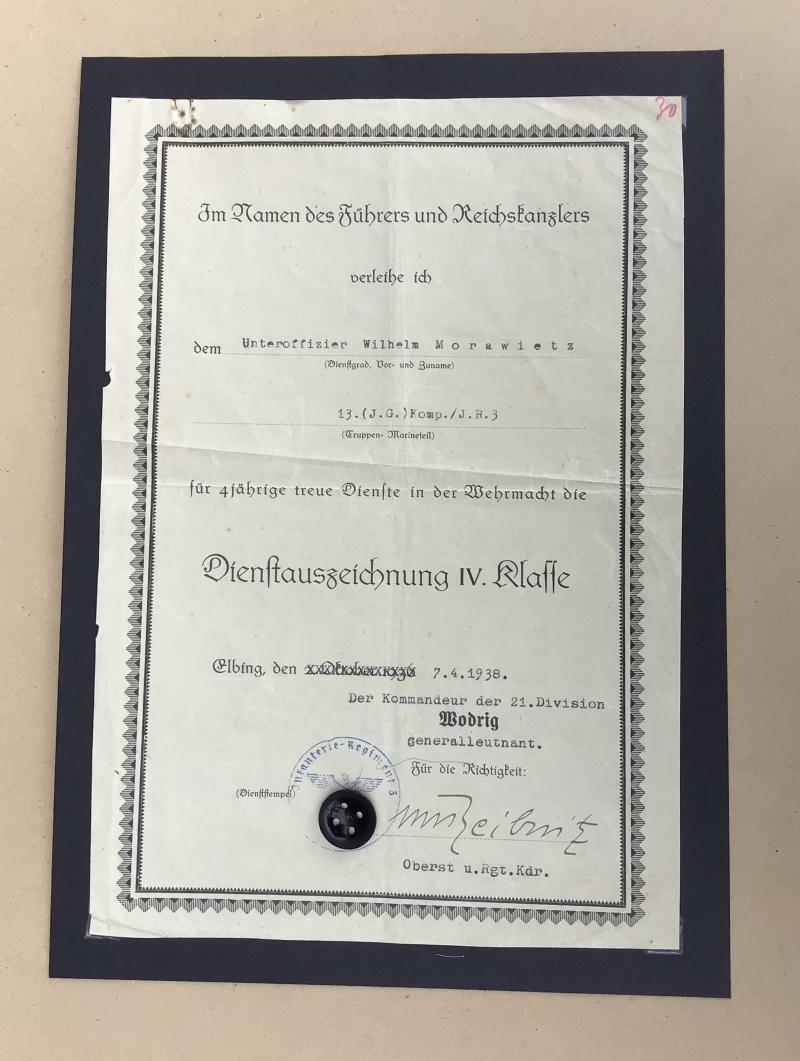 30
Im Namen des Führers und Reichskanzlers
verleihe ich
dem Unteroffizier Wilhelm Morawietz
(Dienstgrad, Vor- und Zuname)
13.(J.G.)Komp./J.R.3
(Truppen- Marineteil)
für 4jährige treue Dienste in der Wehrmacht die
Dienstauszeichnung IV. Klasse
Elbing, den 7.4.1938.
Der Kommandeur der 21.Division
Wodrig
Generalleutnant.
Infanterie-Regiment 3
Für die Richtigkeit:
(Dienststempel)
Oberst u.Rgt.Kdr.